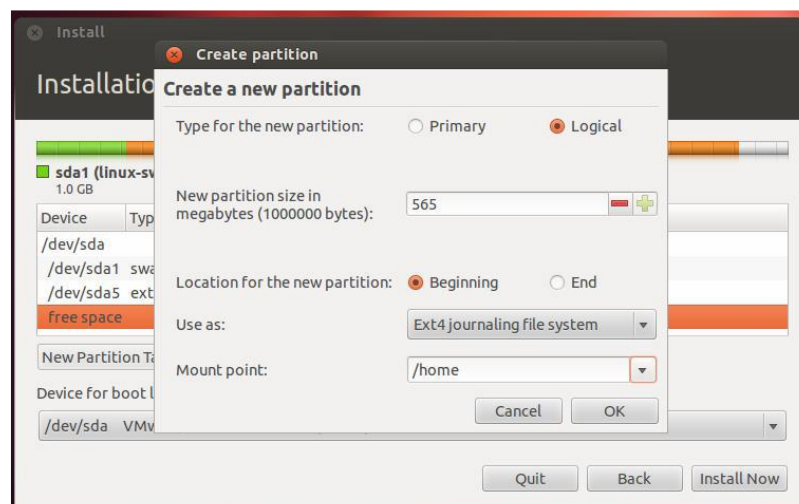 Install
Create partition
Installatio
Create a new partition
Type for the new partition: Primary Logical
sda1 (linux-sw
1.0 GB
New partition size in
megabytes (1000000 bytes): 565
Device Typ
/dev/sda
/dev/sda1 swa
/dev/sda5 ext
free space
Location for the new partition: Beginning End
Use as: Ext4 journaling file system
New Partition Ta
Mount point: /home
Device for boot l
Cancel OK
/dev/sda VMw
Quit Back Install Now